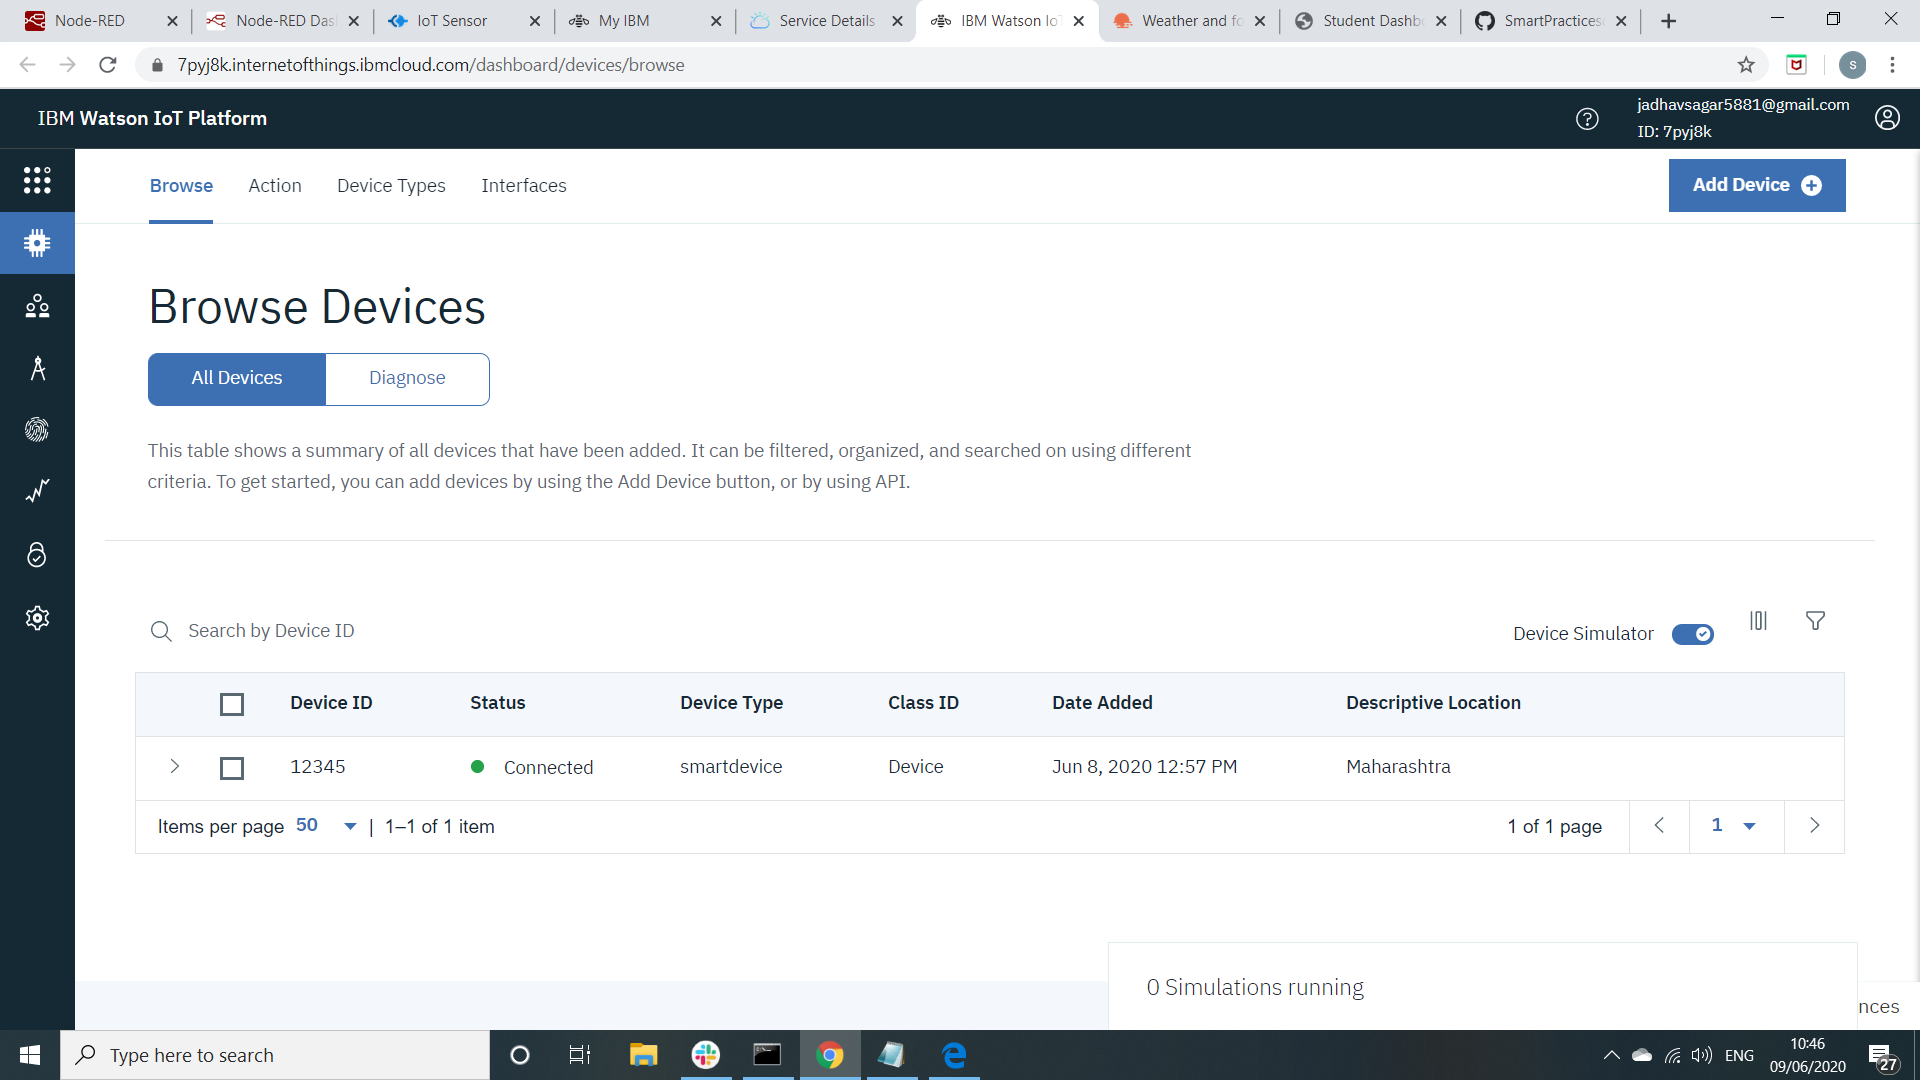 Node-RED
Node-RED Das
IoT Sensor
My IBM
Service Details
IBM Watson Io
Weather and fo
Student Dashb
SmartPractices
7pyj8k.internetofthings.ibmcloud.com/dashboard/devices/browse
s
IBM Watson IoT Platform
jadhavsagar5881@gmail.com
ID: 7pyj8k
Browse
Action
Device Types
Interfaces
Add Device
Browse Devices
All Devices
Diagnose
This table shows a summary of all devices that have been added. It can be filtered, organized, and searched on using different
criteria. To get started, you can add devices by using the Add Device button, or by using API.
Search by Device ID
Device Simulator
Device ID Status Device Type Class ID Date Added Descriptive Location
12345 Connected smartdevice Device Jun 8, 2020 12:57 PM Maharashtra
Items per page 50 | 1–1 of 1 item
1 of 1 page
1
0 Simulations running
nces
Type here to search
ENG
10:46
09/06/2020
27